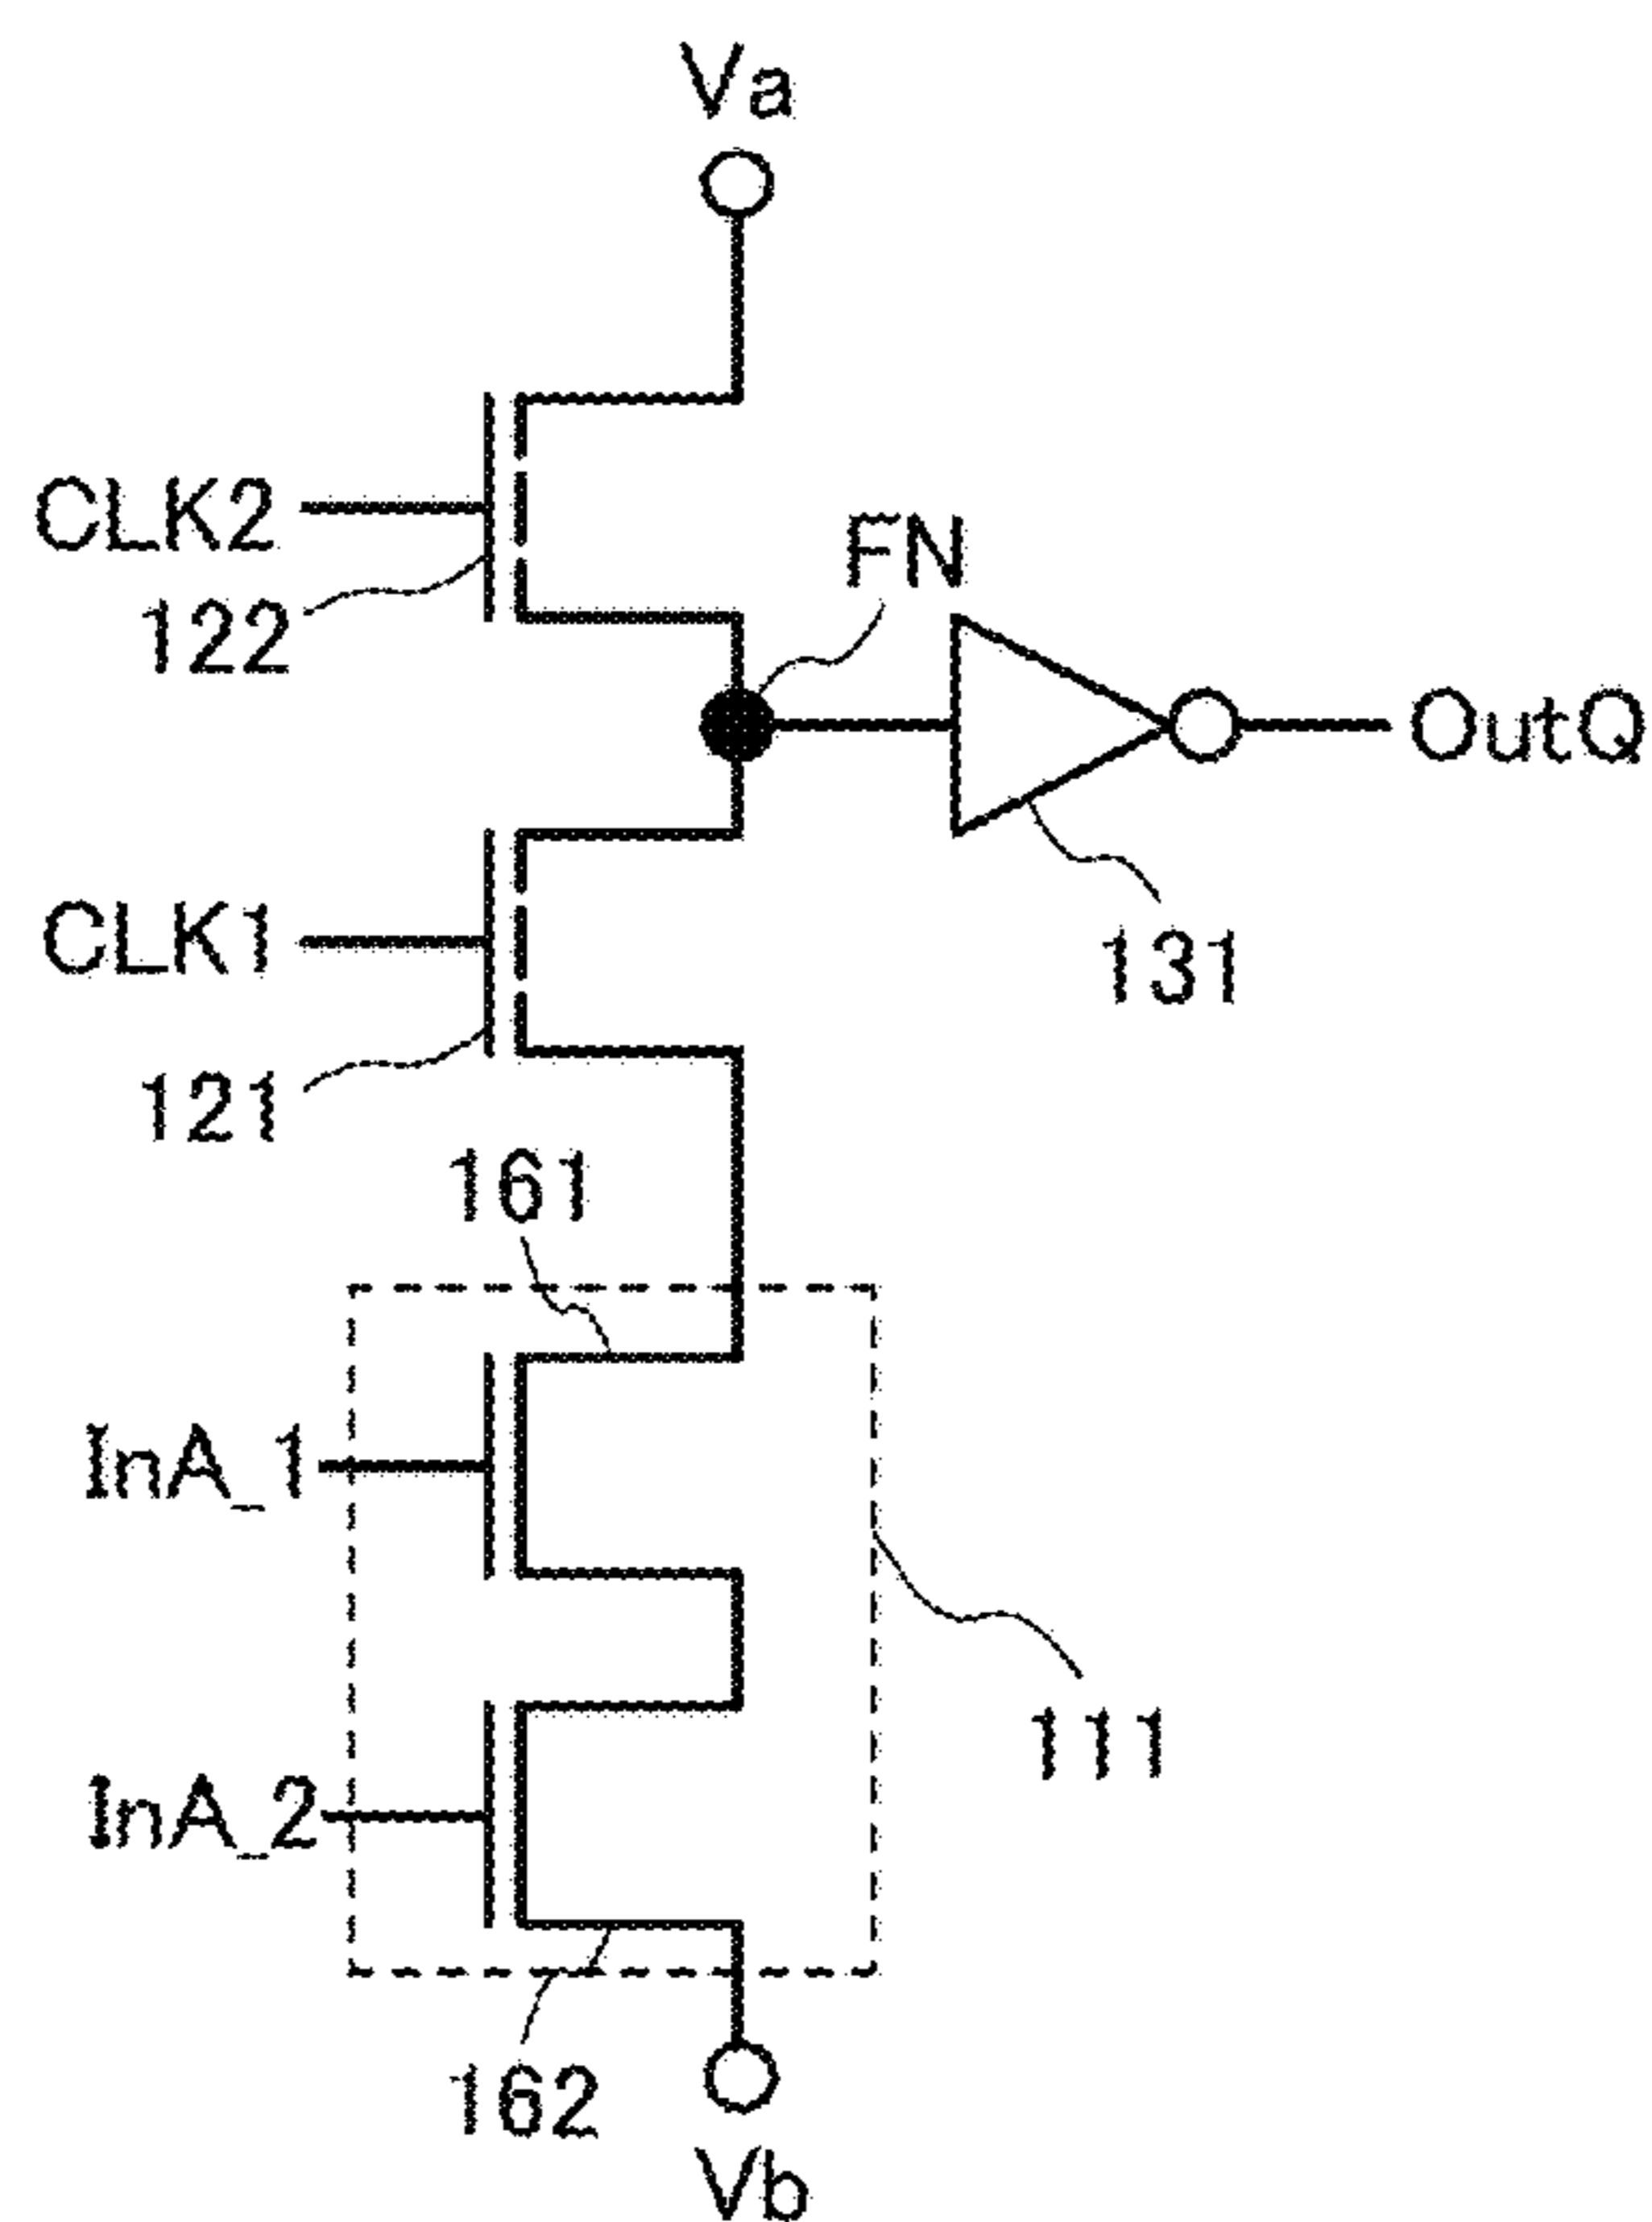 Va
CLK2
122
FN
OutQ
CLK1
131
121
161
InA_1
111
InA_2
162
Vb